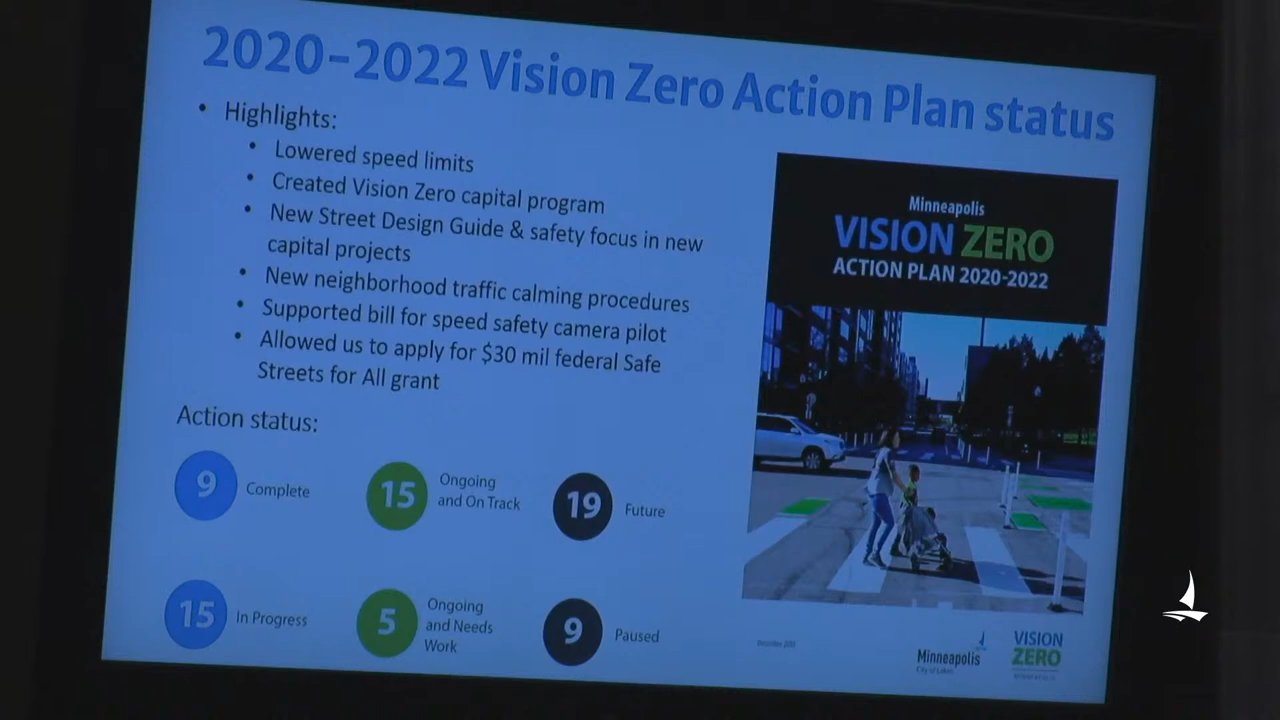 2020-2022 Vision Zero Action Plan status
• Highlights:
• Lowered speed limits
• Created Vision Zero capital program
• New Street Design Guide & safety focus in new
capital projects
• New neighborhood traffic calming procedures
• Supported bill for speed safety camera pilot
• Allowed us to apply for $30 mil federal Safe
Streets for All grant
Action status:
9 Complete
15 Ongoing
and On Track
19 Future
15 In Progress
5 Ongoing
and Needs
Work
9 Paused
Minneapolis
VISION ZERO
ACTION PLAN 2020-2022
Minneapolis
City of Lakes
VISION
ZERO